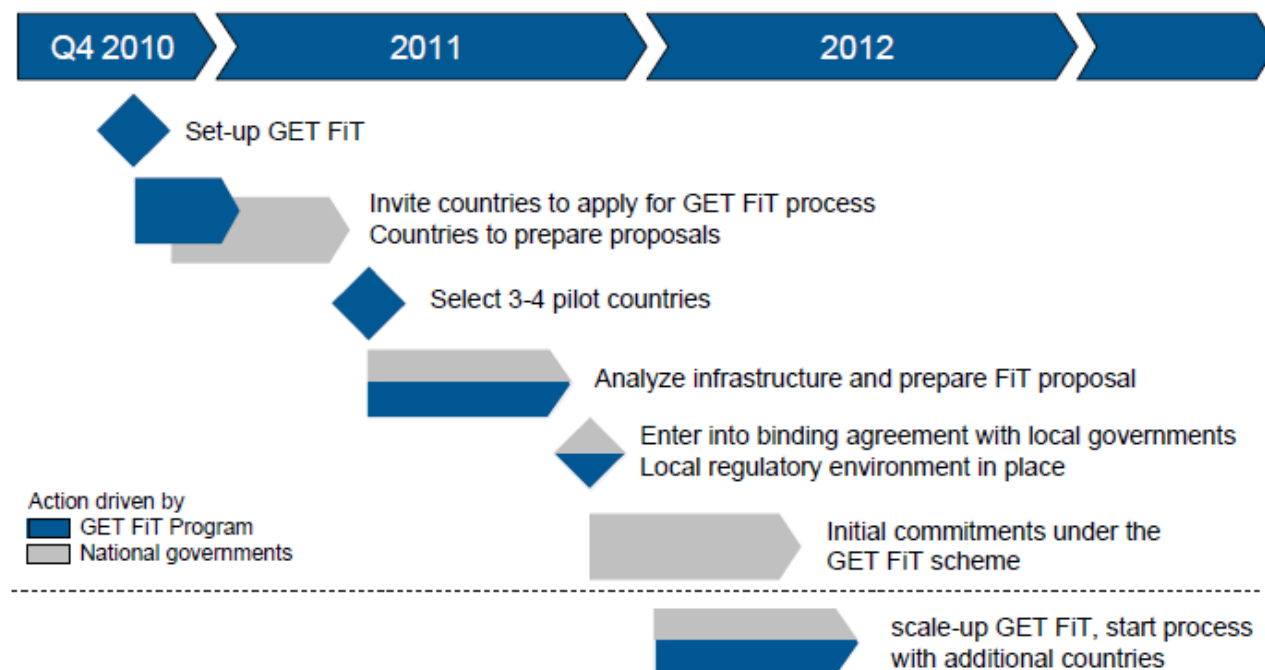 Q4 2010
2011
2012
Set-up GET FiT
Invite countries to apply for GET FiT process
Countries to prepare proposals
Select 3-4 pilot countries
Analyze infrastructure and prepare FiT proposal
Enter into binding agreement with local governments
Local regulatory environment in place
Action driven by
GET FiT Program
National governments
Initial commitments under the
GET FiT scheme
scale-up GET FiT, start process
with additional countries